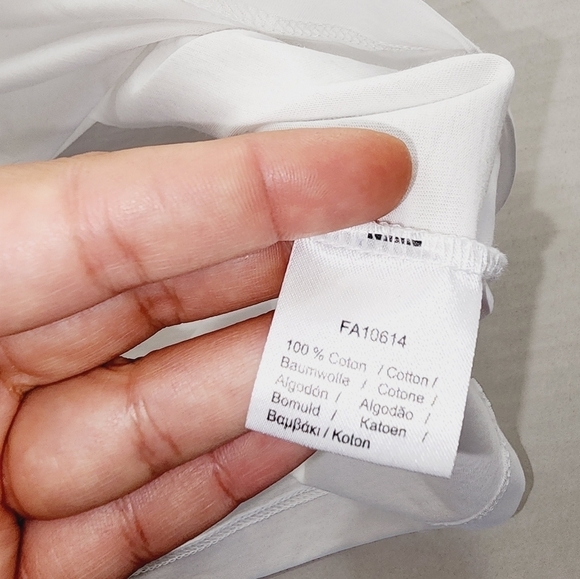 FA10614
100 % Coton / Cotton /
Baumwolle / Cotone /
Algodón / Algodão /
Bomuld / Katoen /
Βαμβάκι / Koton